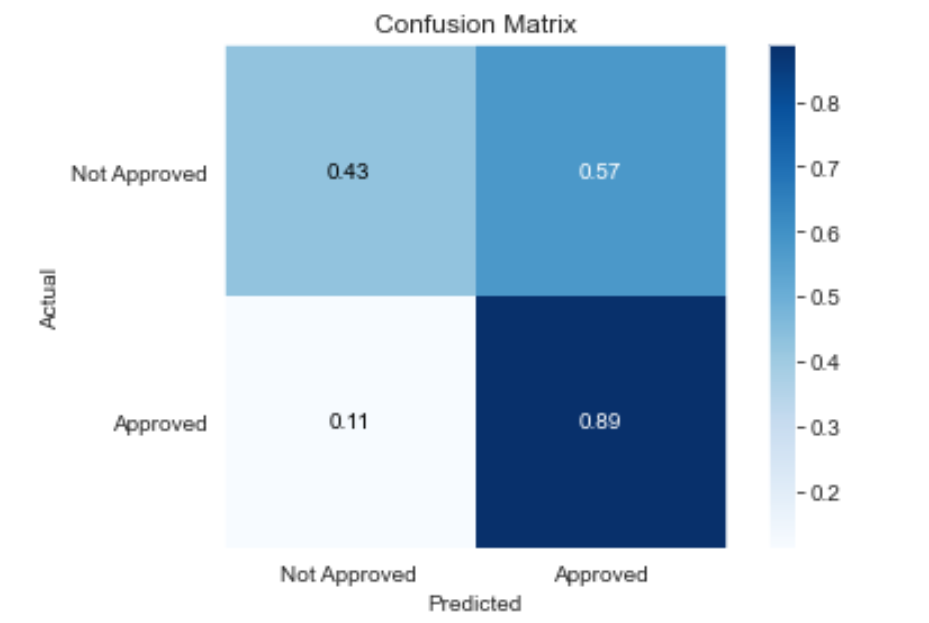 Confusion Matrix
Not Approved
0.43
0.57
Actual
Approved
0.11
0.89
Not Approved
Approved
Predicted
0.8
0.7
0.6
0.5
0.4
0.3
0.2